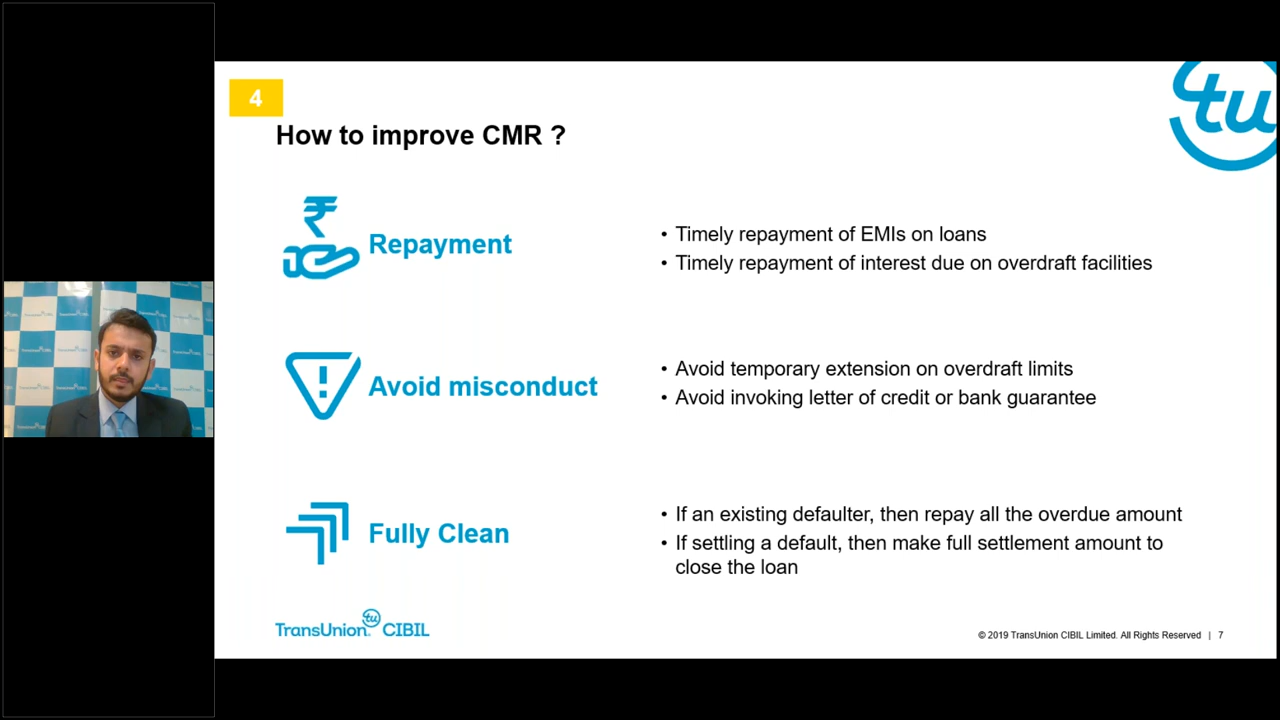 4
tu
How to improve CMR ?
₹
Repayment
• Timely repayment of EMIs on loans
• Timely repayment of interest due on overdraft facilities
Avoid misconduct
• Avoid temporary extension on overdraft limits
• Avoid invoking letter of credit or bank guarantee
Fully Clean
• If an existing defaulter, then repay all the overdue amount
• If settling a default, then make full settlement amount to
close the loan
tu
TransUnion® CIBIL
© 2019 TransUnion CIBIL Limited. All Rights Reserved | 7